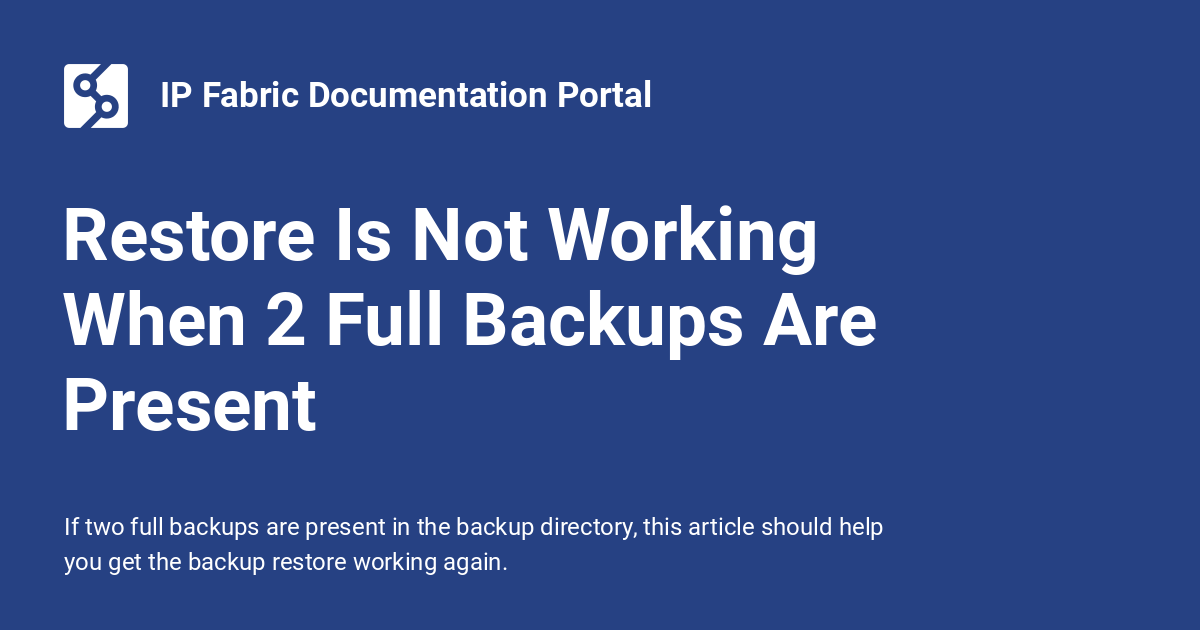 IP Fabric Documentation Portal
Restore Is Not Working
When 2 Full Backups Are
Present
If two full backups are present in the backup directory, this article should help
you get the backup restore working again.